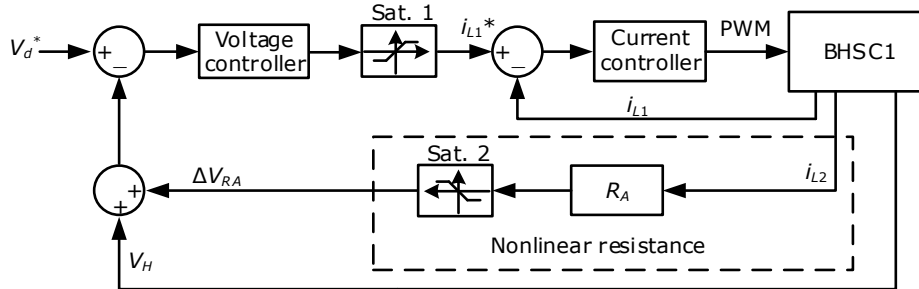 Sat. 1
V_d*
+
−
Voltage controller
i_L1*
+
−
Current controller
PWM
BHSC1
i_L1
Sat. 2
ΔV_RA
R_A
i_L2
+
+
Nonlinear resistance
V_H